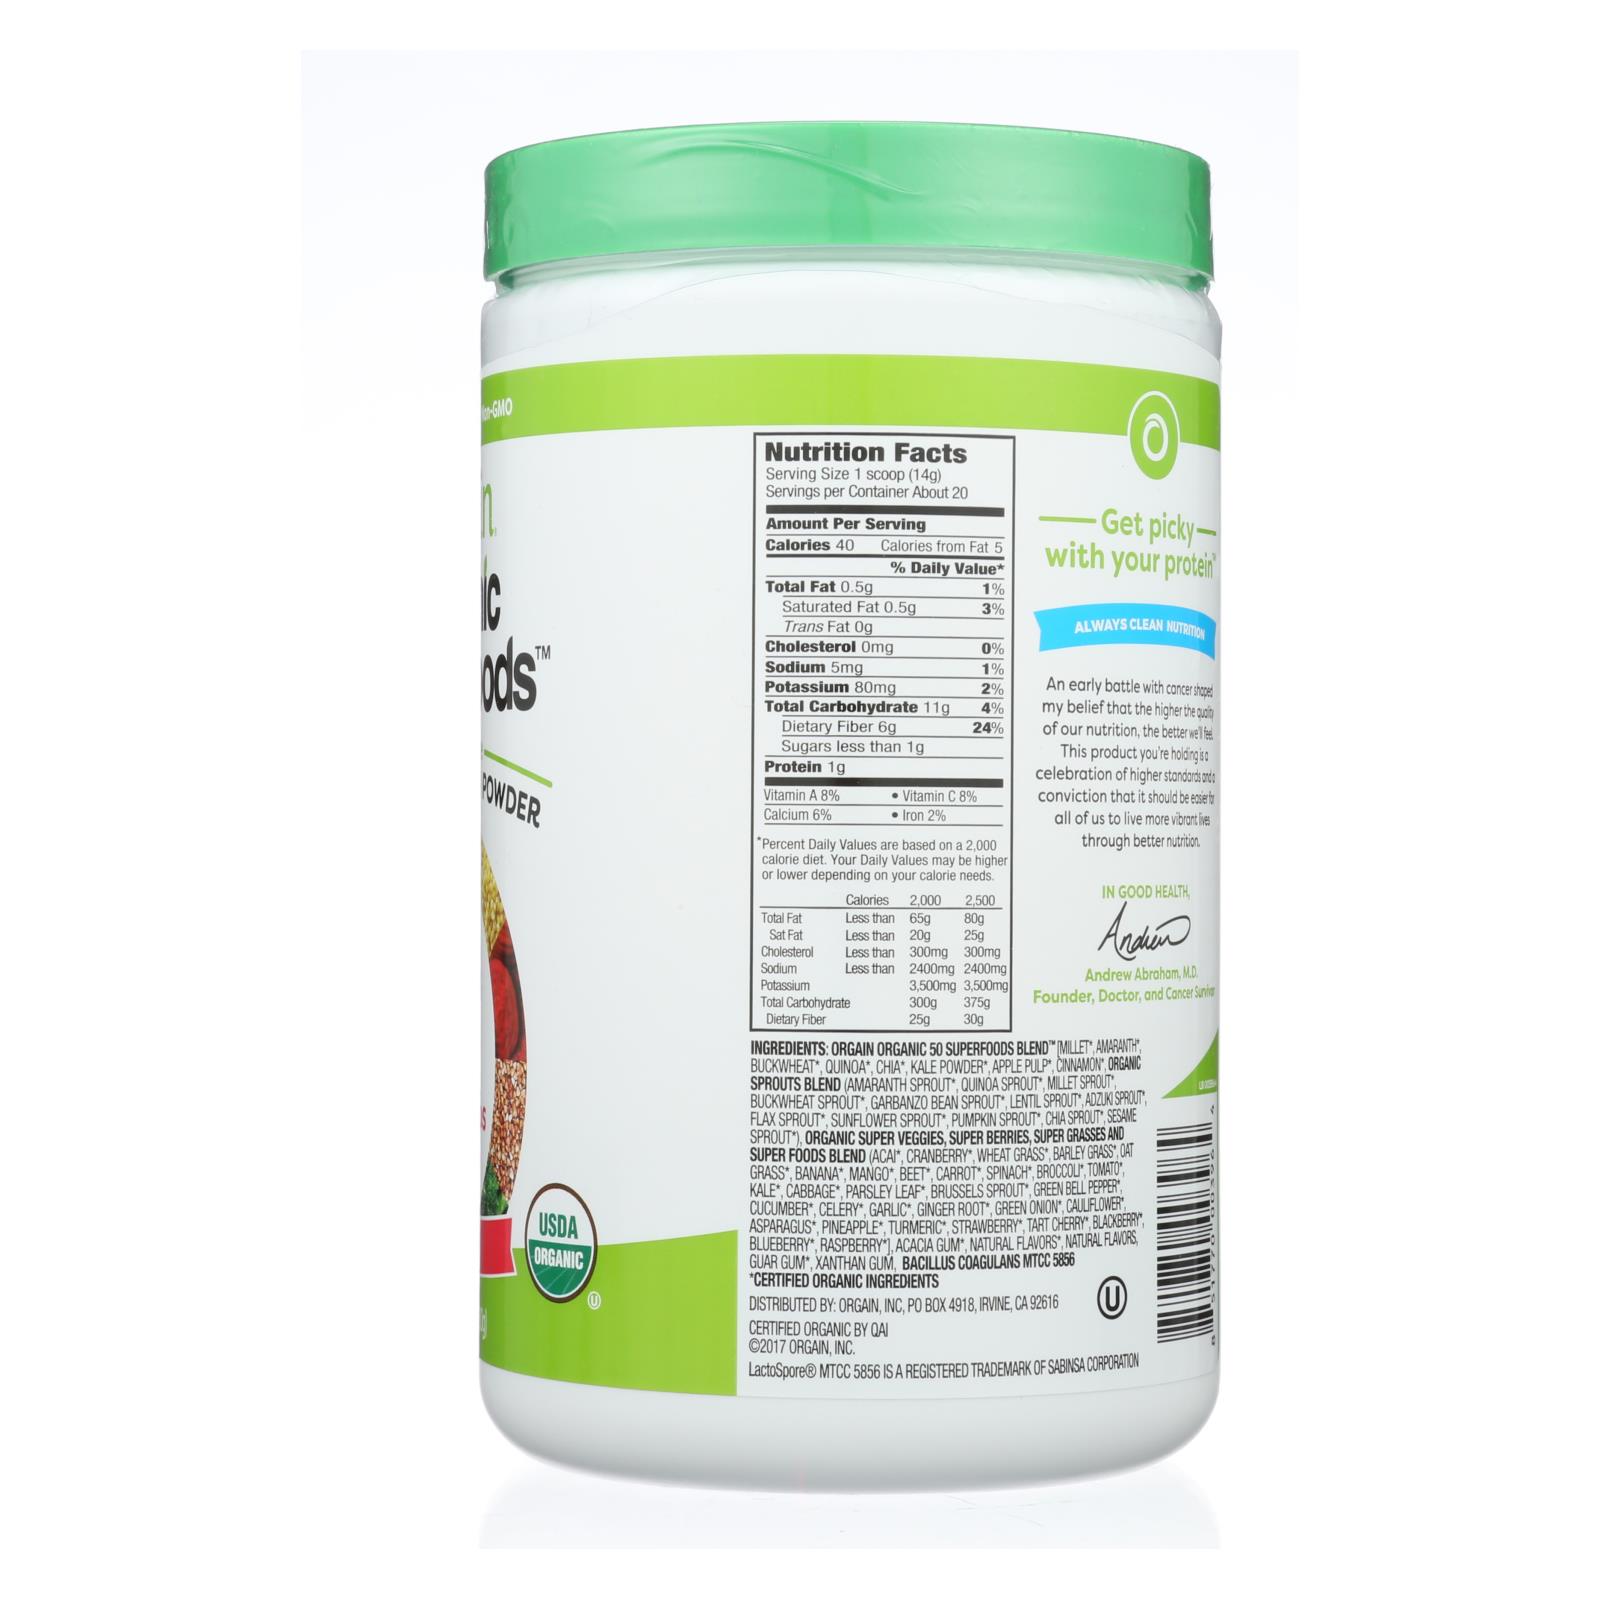 Non-GMO
n.
ic
ods™
POWDER
LS
USDA
ORGANIC
U
Nutrition Facts
Serving Size 1 scoop (14g)
Servings per Container About 20
Amount Per Serving
Calories 40 Calories from Fat 5
% Daily Value*
Total Fat 0.5g 1%
Saturated Fat 0.5g 3%
Trans Fat 0g
Cholesterol 0mg 0%
Sodium 5mg 1%
Potassium 80mg 2%
Total Carbohydrate 11g 4%
Dietary Fiber 6g 24%
Sugars less than 1g
Protein 1g
Vitamin A 8% • Vitamin C 8%
Calcium 6% • Iron 2%
*Percent Daily Values are based on a 2,000
calorie diet. Your Daily Values may be higher
or lower depending on your calorie needs.
Calories 2,000 2,500
Total Fat Less than 65g 80g
Sat Fat Less than 20g 25g
Cholesterol Less than 300mg 300mg
Sodium Less than 2400mg 2400mg
Potassium 3,500mg 3,500mg
Total Carbohydrate 300g 375g
Dietary Fiber 25g 30g
INGREDIENTS: ORGAIN ORGANIC 50 SUPERFOODS BLEND™ [MILLET*, AMARANTH*,
BUCKWHEAT*, QUINOA*, CHIA*, KALE POWDER*, APPLE PULP*, CINNAMON*, ORGANIC
SPROUTS BLEND (AMARANTH SPROUT*, QUINOA SPROUT*, MILLET SPROUT*,
BUCKWHEAT SPROUT*, GARBANZO BEAN SPROUT*, LENTIL SPROUT*, ADZUKI SPROUT*,
FLAX SPROUT*, SUNFLOWER SPROUT*, PUMPKIN SPROUT*, CHIA SPROUT*, SESAME
SPROUT*), ORGANIC SUPER VEGGIES, SUPER BERRIES, SUPER GRASSES AND
SUPER FOODS BLEND (ACAI*, CRANBERRY*, WHEAT GRASS*, BARLEY GRASS*, OAT
GRASS*, BANANA*, MANGO*, BEET*, CARROT*, SPINACH*, BROCCOLI*, TOMATO*,
KALE*, CABBAGE*, PARSLEY LEAF*, BRUSSELS SPROUT*, GREEN BELL PEPPER*,
CUCUMBER*, CELERY*, GARLIC*, GINGER ROOT*, GREEN ONION*, CAULIFLOWER*,
ASPARAGUS*, PINEAPPLE*, TURMERIC*, STRAWBERRY*, TART CHERRY*, BLACKBERRY*,
BLUEBERRY*, RASPBERRY*], ACACIA GUM*, NATURAL FLAVORS*, NATURAL FLAVORS,
GUAR GUM*, XANTHAN GUM, BACILLUS COAGULANS MTCC 5856
*CERTIFIED ORGANIC INGREDIENTS
DISTRIBUTED BY: ORGAIN, INC, PO BOX 4918, IRVINE, CA 92616
CERTIFIED ORGANIC BY QAI
©2017 ORGAIN, INC.
LactoSpore® MTCC 5856 IS A REGISTERED TRADEMARK OF SABINSA CORPORATION
U
Get picky
with your protein™
ALWAYS CLEAN NUTRITION
An early battle with cancer shaped
my belief that the higher the quality
of our nutrition, the better we'll feel.
This product you're holding is a
celebration of higher standards and a
conviction that it should be easier for
all of us to live more vibrant lives
through better nutrition.
IN GOOD HEALTH,
Andrew
Andrew Abraham, M.D.
Founder, Doctor, and Cancer Survivor